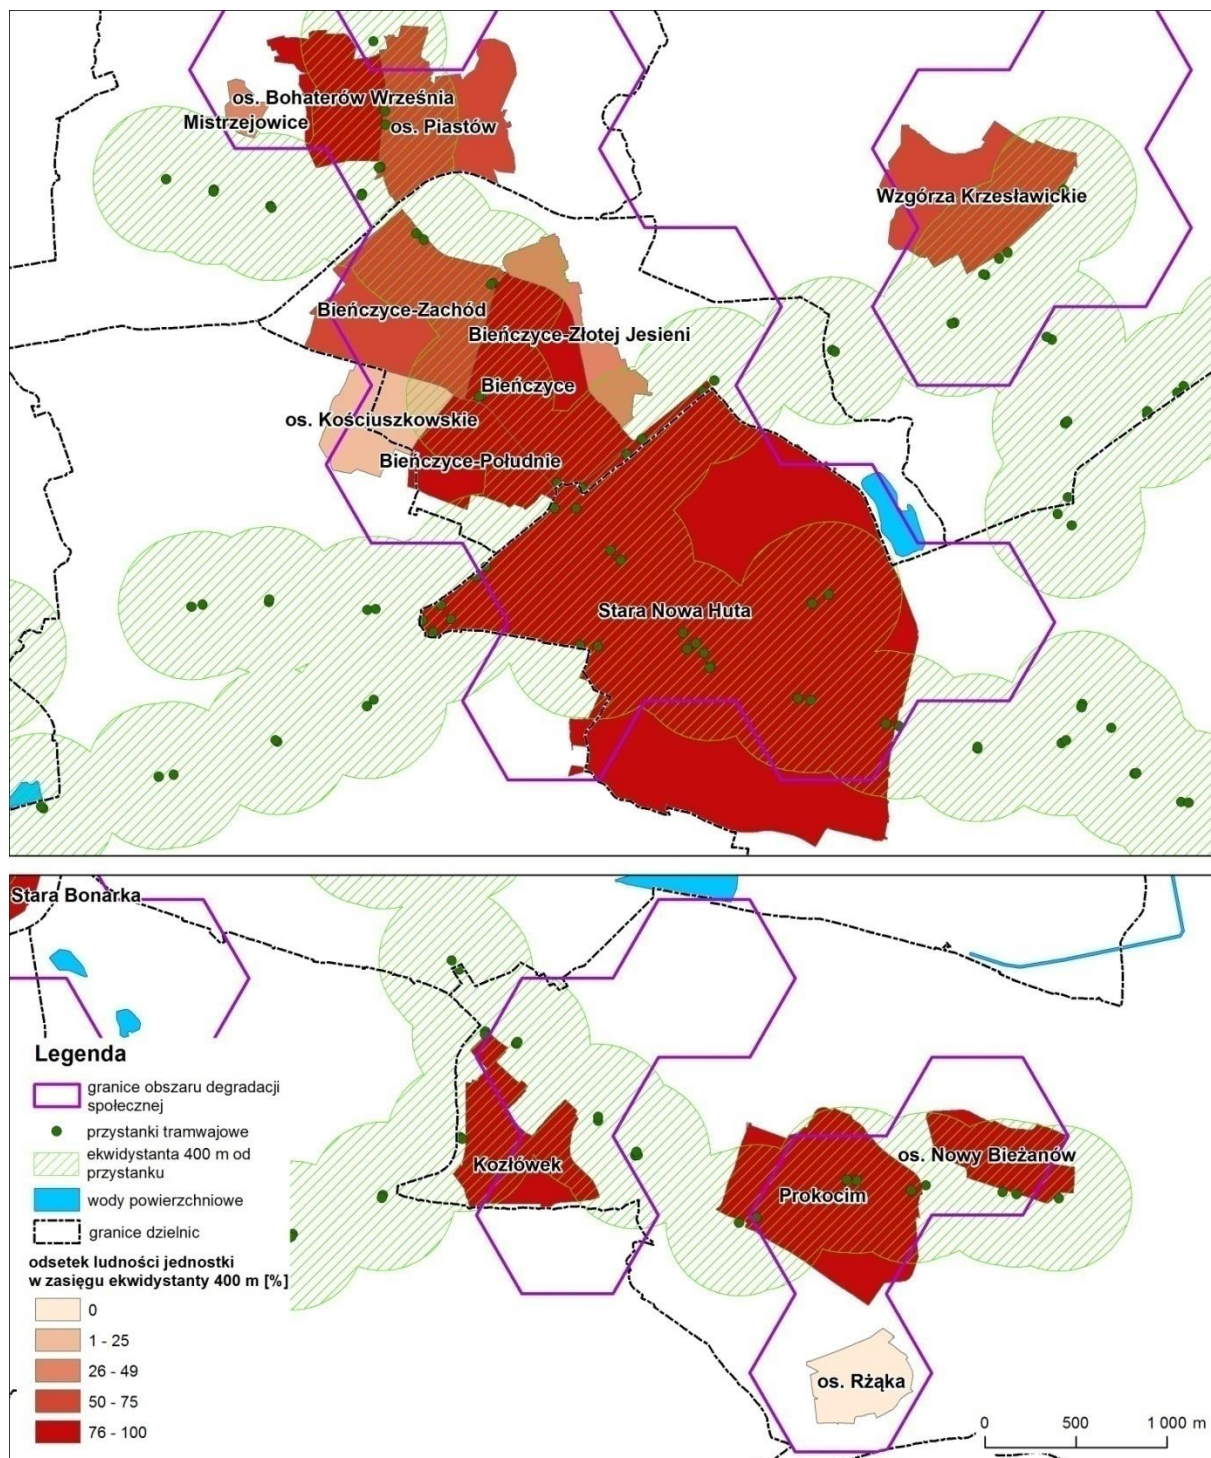 os. Bohaterów Września
Mistrzejowice
os. Piastów
Wzgórza Krzesławickie
Bieńczyce-Zachód
Bieńczyce-Złotej Jesieni
Bieńczyce
os. Kościuszkowskie
Bieńczyce-Południe
Stara Nowa Huta
Stara Bonarka
Kozłówek
os. Nowy Bieżanów
Prokocim
os. Rżąka
Legenda
granice obszaru degradacji
społecznej
przystanki tramwajowe
ekwidystanta 400 m od
przystanku
wody powierzchniowe
granice dzielnic
odsetek ludności jednostki
w zasięgu ekwidystanty 400 m [%]
0
1 - 25
26 - 49
50 - 75
76 - 100
0 500 1 000 m